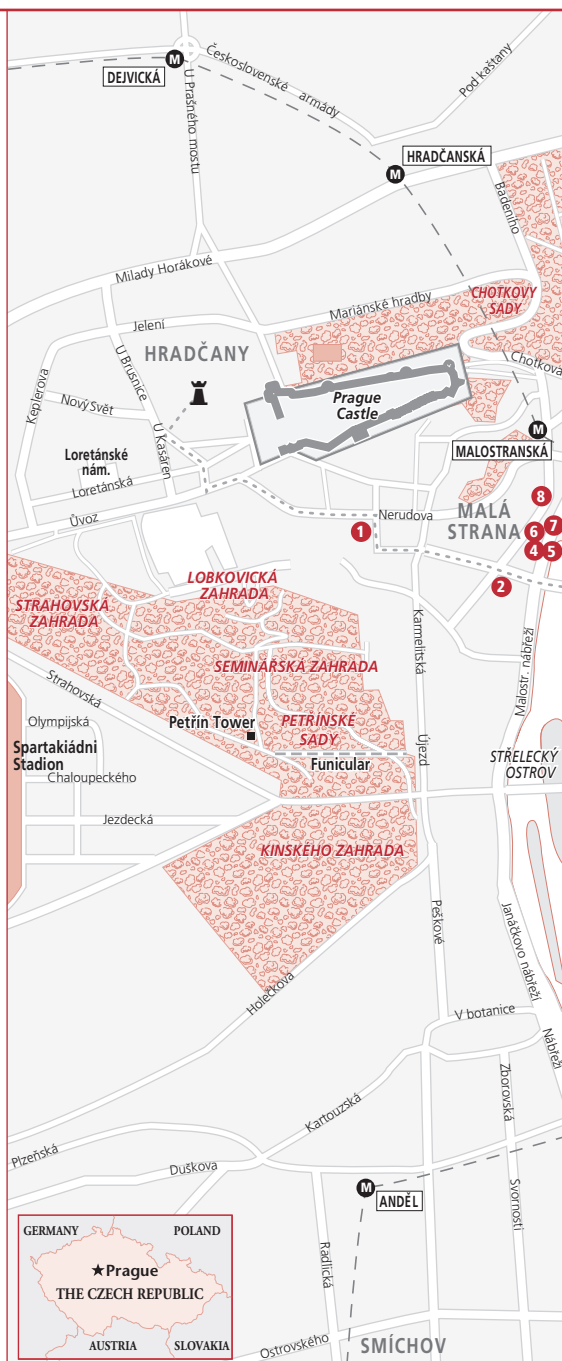 M
DEJVICKÁ
Československé armády
Pod kaštany
U Prašného mostu
HRADČANSKÁ
M
Badeniho
Milady Horákové
CHOTKOVY
SADY
Mariánské hradby
Jelení
HRADČANY
Chotkova
U Brusnice
Keplerova
Nový Svět
Prague
Castle
M
MALOSTRANSKÁ
U Kasáren
Loretánské
nám.
Loretánská
Úvoz
Nerudova
MALÁ
STRANA
8
7
6
1
4
5
2
LOBKOVICKÁ
ZAHRADA
STRAHOVSKÁ
ZAHRADA
Karmelitská
Malostr. nábřeží
SEMINÁŘSKÁ ZAHRADA
Strahovská
PETŘÍNSKÉ
SADY
Petřín Tower
Olympijská
Újezd
Spartakiádni
Stadion
Funicular
STŘELECKÝ
OSTROV
Chaloupeckého
Jezdecká
KINSKÉHO ZAHRADA
Peškové
Janáčkovo nábřeží
Holečkova
V botanice
Nábřeží
Zborovská
Kartouzská
Plzeňská
Duškova
M
ANDĚL
Svornosti
Radlická
GERMANY
POLAND
★Prague
THE CZECH REPUBLIC
AUSTRIA
SLOVAKIA
Ostrovského
SMÍCHOV